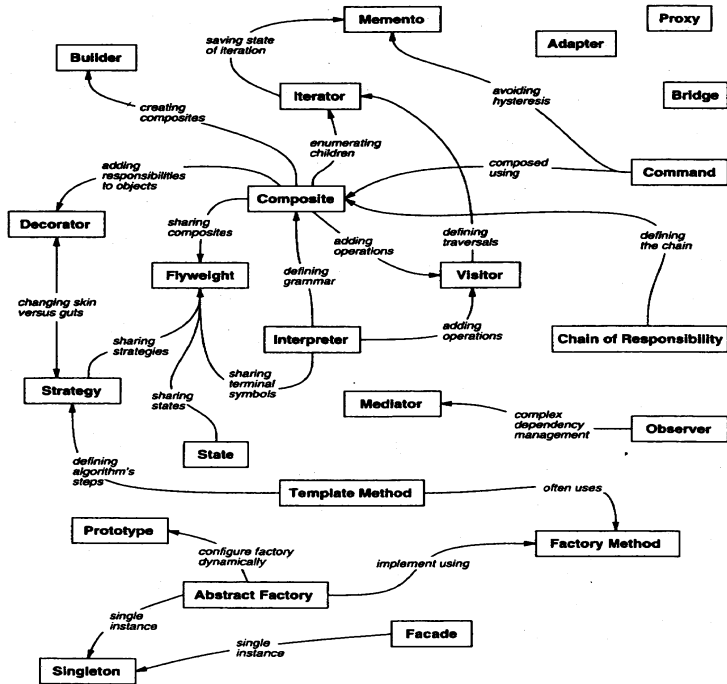 Memento
Proxy
saving state
of iteration
Adapter
Builder
avoiding
hysteresis
Iterator
Bridge
creating
composites
enumerating
children
adding
responsibilities
to objects
composed
using
Command
Composite
Decorator
sharing
composites
adding
operations
defining
traversals
defining
the chain
Flyweight
defining
grammar
Visitor
changing skin
versus guts
sharing
strategies
Interpreter
adding
operations
Chain of Responsibility
Strategy
sharing
terminal
symbols
sharing
states
Mediator
complex
dependency
management
Observer
State
defining
algorithm's
steps
Template Method
often uses
Prototype
configure factory
dynamically
implement using
Factory Method
Abstract Factory
single
instance
Facade
single
instance
Singleton